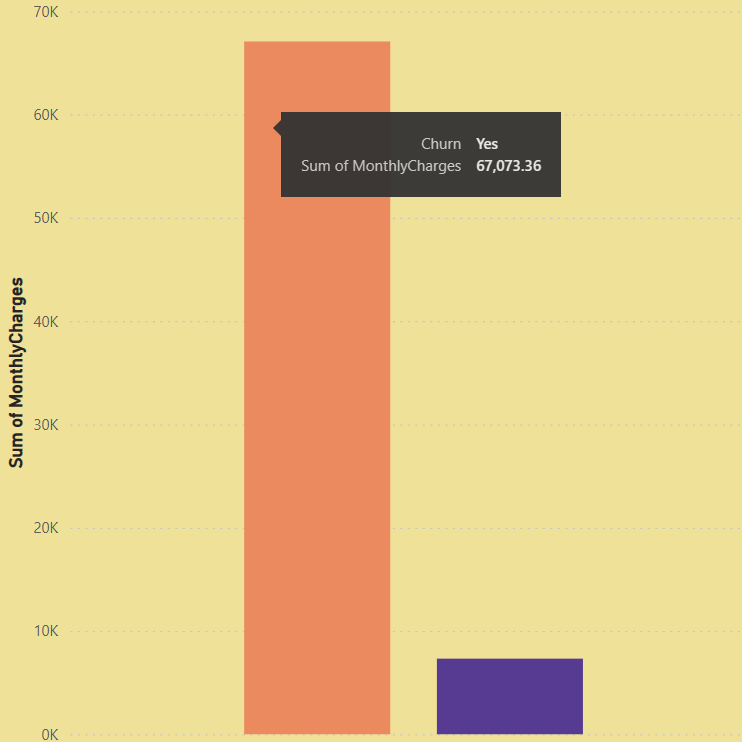 70K
60K
50K
40K
30K
20K
10K
0K
Sum of MonthlyCharges
Churn Yes
Sum of MonthlyCharges 67,073.36